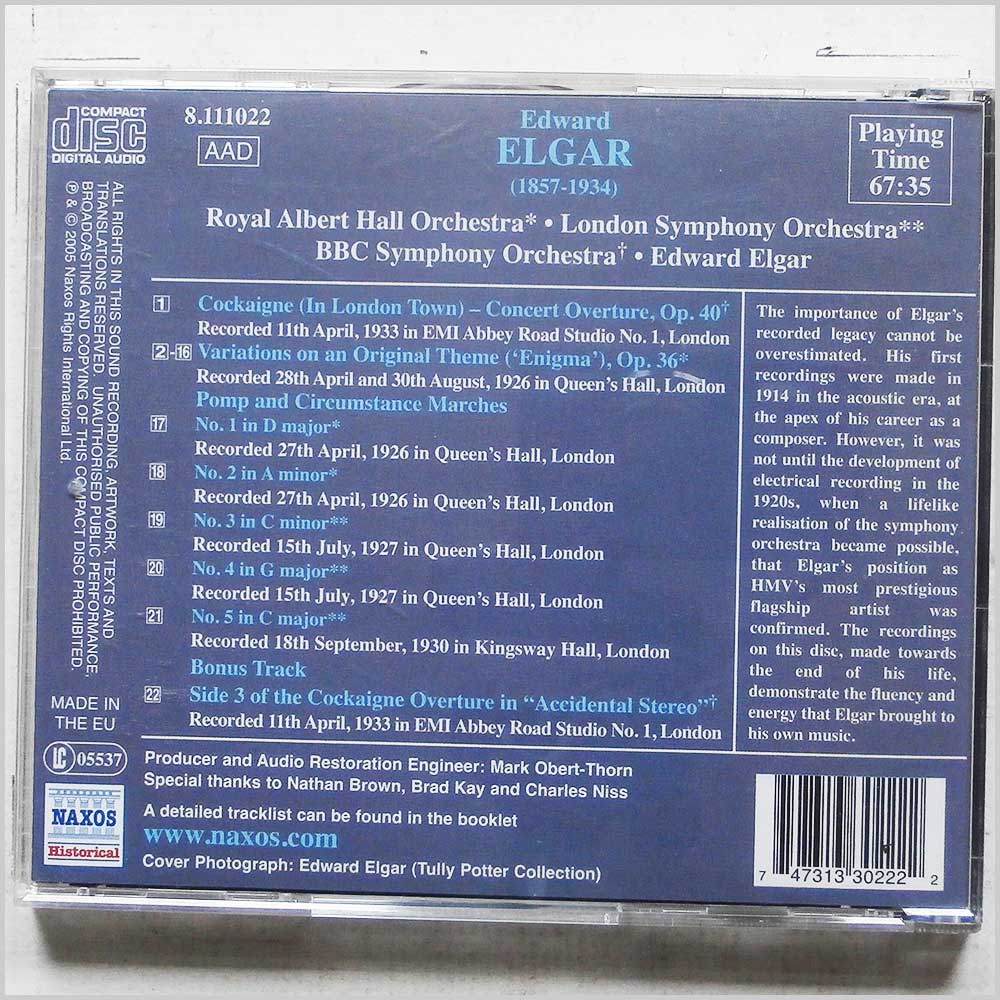 COMPACT
disc
DIGITAL AUDIO
8.111022
AAD
Edward
ELGAR
(1857-1934)
Playing
Time
67:35
Royal Albert Hall Orchestra* • London Symphony Orchestra**
BBC Symphony Orchestra† • Edward Elgar
1 Cockaigne (In London Town) – Concert Overture, Op. 40†
Recorded 11th April, 1933 in EMI Abbey Road Studio No. 1, London
2-16 Variations on an Original Theme (‘Enigma’), Op. 36*
Recorded 28th April and 30th August, 1926 in Queen’s Hall, London
Pomp and Circumstance Marches
17 No. 1 in D major*
Recorded 27th April, 1926 in Queen’s Hall, London
18 No. 2 in A minor*
Recorded 27th April, 1926 in Queen’s Hall, London
19 No. 3 in C minor**
Recorded 15th July, 1927 in Queen’s Hall, London
20 No. 4 in G major**
Recorded 15th July, 1927 in Queen’s Hall, London
21 No. 5 in C major**
Recorded 18th September, 1930 in Kingsway Hall, London
Bonus Track
22 Side 3 of the Cockaigne Overture in “Accidental Stereo”†
Recorded 11th April, 1933 in EMI Abbey Road Studio No. 1, London
The importance of Elgar’s
recorded legacy cannot be
overestimated. His first
recordings were made in
1914 in the acoustic era, at
the apex of his career as a
composer. However, it was
not until the development of
electrical recording in the
1920s, when a lifelike
realisation of the symphony
orchestra became possible,
that Elgar’s position as
HMV’s most prestigious
flagship artist was
confirmed. The recordings
on this disc, made towards
the end of his life,
demonstrate the fluency and
energy that Elgar brought to
his own music.
ALL RIGHTS IN THIS SOUND RECORDING, ARTWORK, TEXTS AND
TRANSLATIONS RESERVED. UNAUTHORISED PUBLIC PERFORMANCE,
BROADCASTING AND COPYING OF THIS COMPACT DISC PROHIBITED.
℗ & © 2005 Naxos Rights International Ltd.
MADE IN
THE EU
LC 05537
NAXOS
Historical
Producer and Audio Restoration Engineer: Mark Obert-Thorn
Special thanks to Nathan Brown, Brad Kay and Charles Niss
A detailed tracklist can be found in the booklet
www.naxos.com
Cover Photograph: Edward Elgar (Tully Potter Collection)
7 47313 30222 2